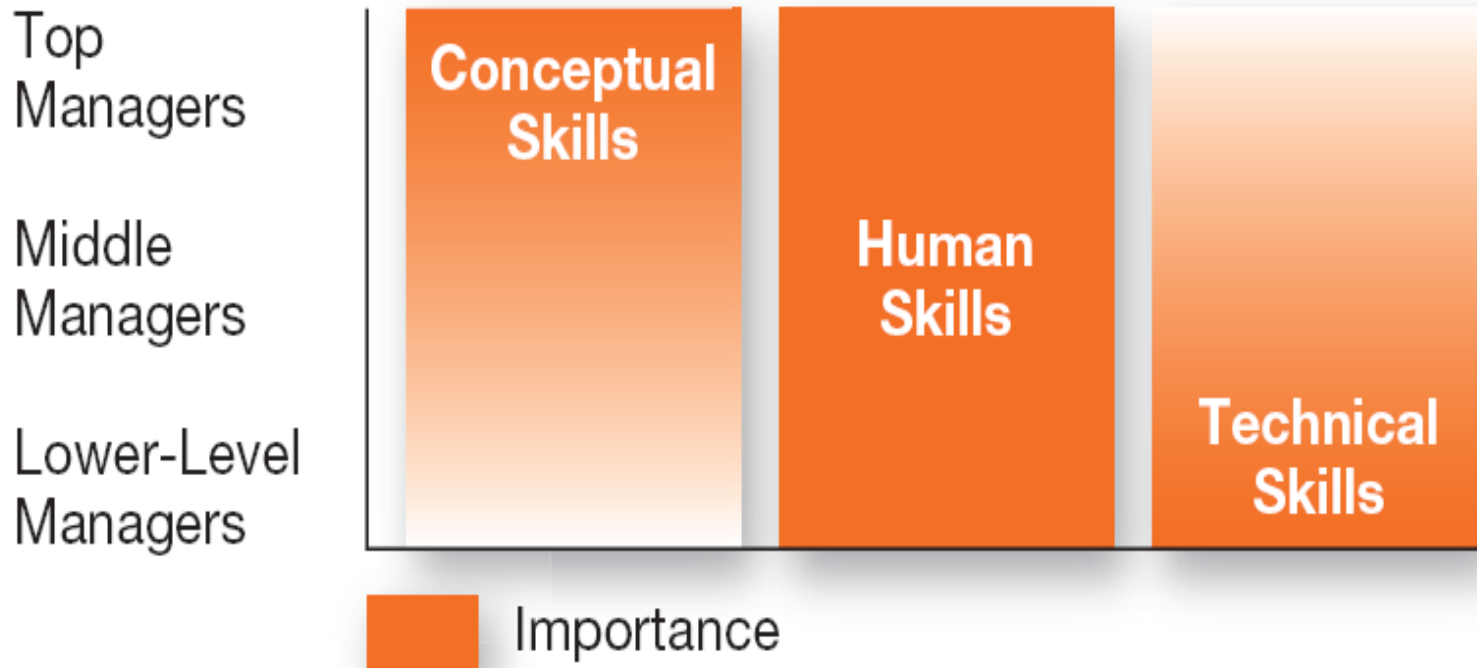 Top
Managers
Middle
Managers
Lower-Level
Managers
Conceptual
Skills
Human
Skills
Technical
Skills
Importance